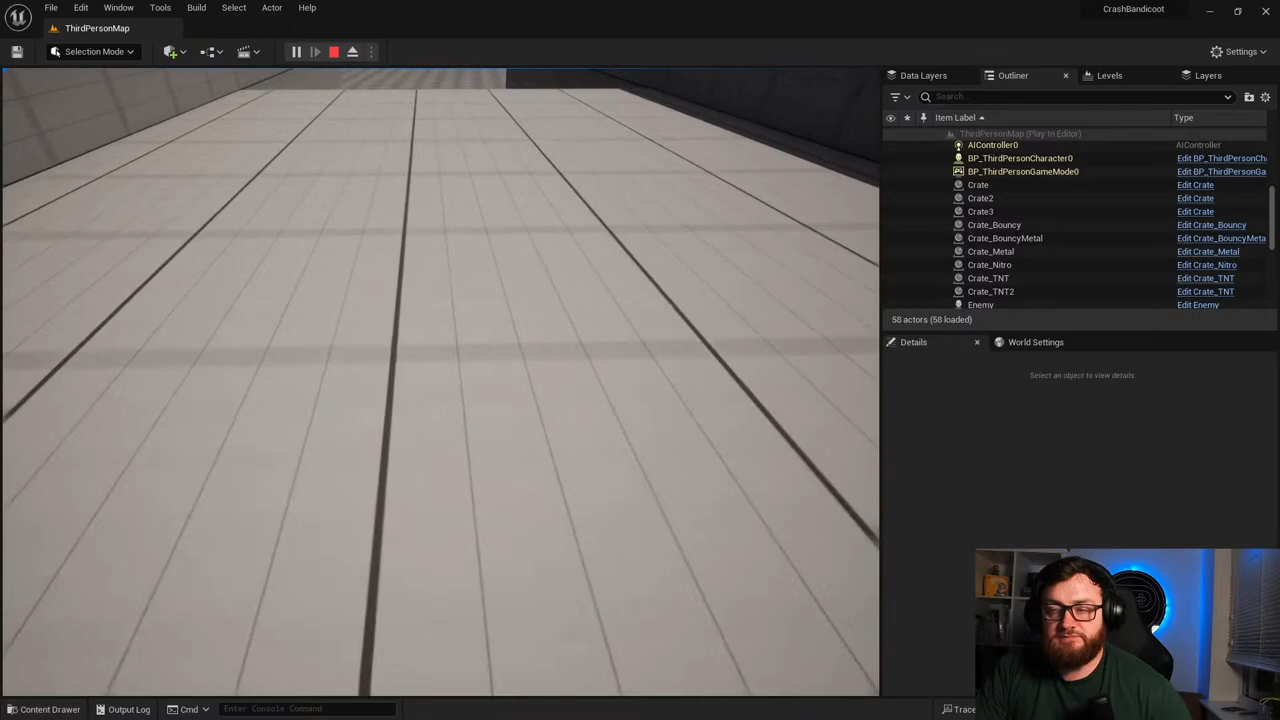 File Edit Window Tools Build Select Actor Help
CrashBandicoot
ThirdPersonMap
Selection Mode
Settings
Data Layers Outliner Levels Layers
Search...
Item Label Type
ThirdPersonMap (Play In Editor)
AIController0 AIController
BP_ThirdPersonCharacter0 Edit BP_ThirdPersonCh
BP_ThirdPersonGameMode0 Edit BP_ThirdPersonGa
Crate Edit Crate
Crate2 Edit Crate
Crate3 Edit Crate
Crate_Bouncy Edit Crate_Bouncy
Crate_BouncyMetal Edit Crate_BouncyMeta
Crate_Metal Edit Crate_Metal
Crate_Nitro Edit Crate_Nitro
Crate_TNT Edit Crate_TNT
Crate_TNT2 Edit Crate_TNT
Enemy Edit Enemy
58 actors (58 loaded)
Details World Settings
Select an object to view details.
Content Drawer Output Log Cmd Enter Console Command Trace